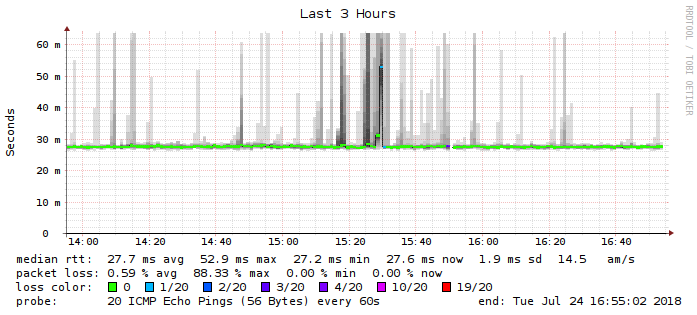 Last 3 Hours
RRDTOOL / TOBI OETIKER
Seconds
60 m
50 m
40 m
30 m
20 m
10 m
0
14:00 14:20 14:40 15:00 15:20 15:40 16:00 16:20 16:40
median rtt: 27.7 ms avg 52.9 ms max 27.2 ms min 27.6 ms now 1.9 ms sd 14.5 am/s
packet loss: 0.59 % avg 88.33 % max 0.00 % min 0.00 % now
loss color: 0 1/20 2/20 3/20 4/20 10/20 19/20
probe: 20 ICMP Echo Pings (56 Bytes) every 60s end: Tue Jul 24 16:55:02 2018